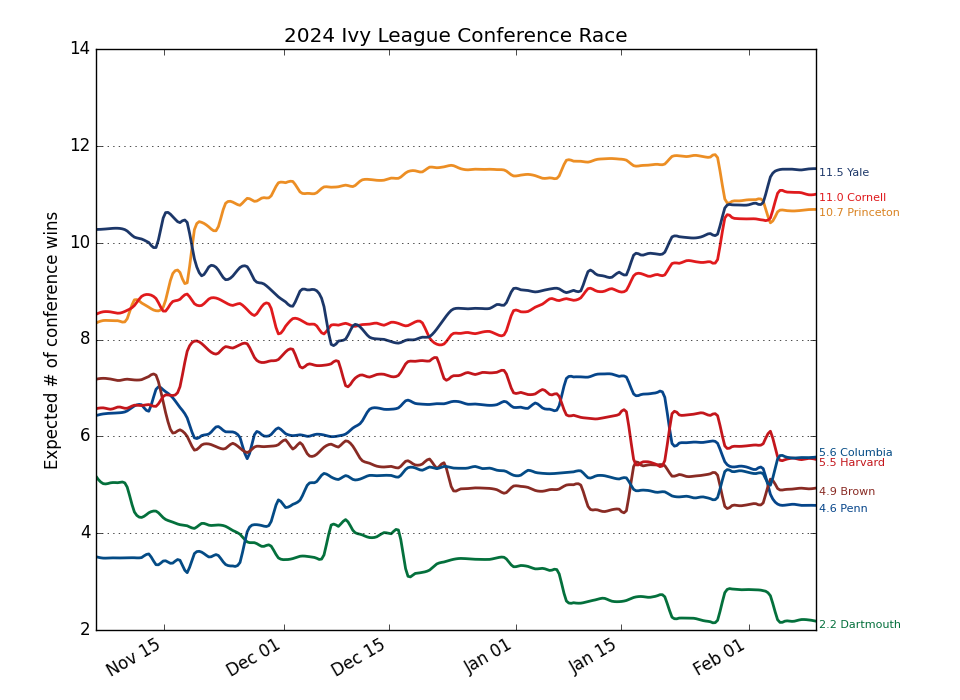 2024 Ivy League Conference Race
Expected # of conference wins
14
12
10
8
6
4
2
Nov 15
Dec 01
Dec 15
Jan 01
Jan 15
Feb 01
11.5 Yale
11.0 Cornell
10.7 Princeton
5.6 Columbia
5.5 Harvard
4.9 Brown
4.6 Penn
2.2 Dartmouth